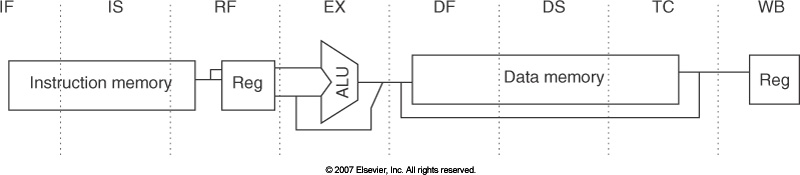 IF IS RF EX DF DS TC WB
Instruction memory Reg ALU Data memory Reg
© 2007 Elsevier, Inc. All rights reserved.